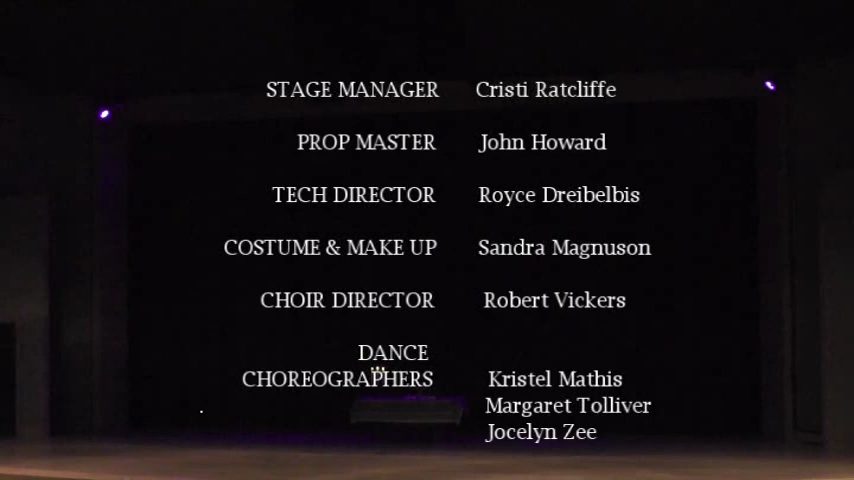 STAGE MANAGER Cristi Ratcliffe
PROP MASTER John Howard
TECH DIRECTOR Royce Dreibelbis
COSTUME & MAKE UP Sandra Magnuson
CHOIR DIRECTOR Robert Vickers
DANCE
CHOREOGRAPHERS Kristel Mathis
Margaret Tolliver
Jocelyn Zee